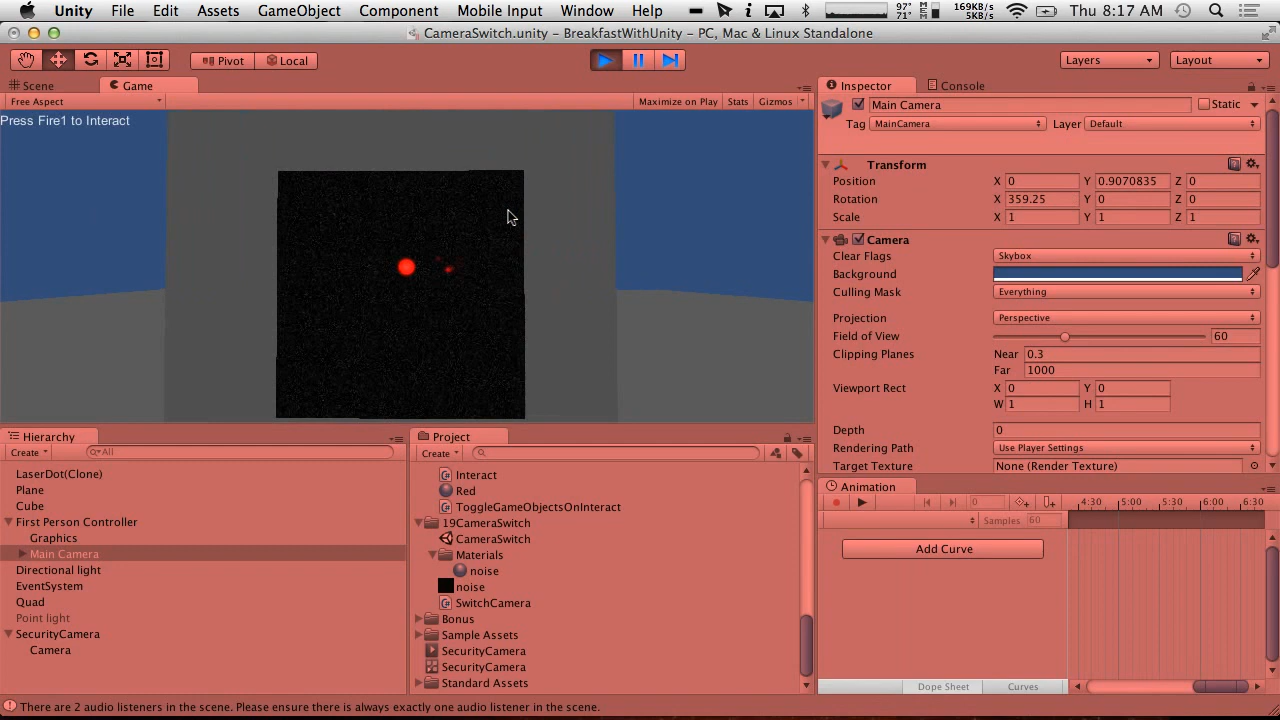 Unity File Edit Assets GameObject Component Mobile Input Window Help 97° 71° MEM 169KB/s 5KB/s Thu 8:17 AM
CameraSwitch.unity – BreakfastWithUnity – PC, Mac & Linux Standalone
Pivot Local Layers Layout
Scene Game
Free Aspect Maximize on Play Stats Gizmos
Press Fire1 to Interact
Inspector Console
Main Camera Static
Tag MainCamera Layer Default
Transform
Position X 0 Y 0.9070835 Z 0
Rotation X 359.25 Y 0 Z 0
Scale X 1 Y 1 Z 1
Camera
Clear Flags Skybox
Background
Culling Mask Everything
Projection Perspective
Field of View 60
Clipping Planes Near 0.3
Far 1000
Viewport Rect X 0 Y 0
W 1 H 1
Depth 0
Rendering Path Use Player Settings
Target Texture None (Render Texture)
Hierarchy
Create All
LaserDot(Clone)
Plane
Cube
First Person Controller
Graphics
Main Camera
Directional light
EventSystem
Quad
Point light
SecurityCamera
Camera
Project
Create
Interact
Red
ToggleGameObjectsOnInteract
19CameraSwitch
CameraSwitch
Materials
noise
noise
SwitchCamera
Bonus
Sample Assets
SecurityCamera
SecurityCamera
Standard Assets
Animation
0 4:30 5:00 5:30 6:00 6:30
Samples 60
Add Curve
Dope Sheet Curves
There are 2 audio listeners in the scene. Please ensure there is always exactly one audio listener in the scene.